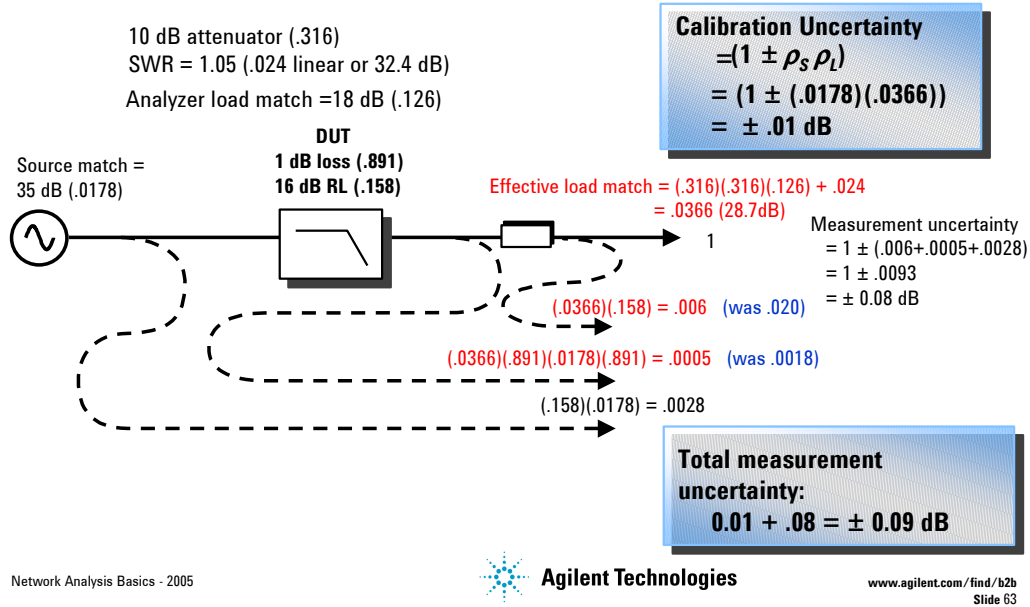 10 dB attenuator (.316)
SWR = 1.05 (.024 linear or 32.4 dB)
Analyzer load match =18 dB (.126)
Calibration Uncertainty
=(1 ± ρS ρL)
= (1 ± (.0178)(.0366))
= ± .01 dB
DUT
1 dB loss (.891)
16 dB RL (.158)
Source match =
35 dB (.0178)
Effective load match = (.316)(.316)(.126) + .024
= .0366 (28.7dB)
1
Measurement uncertainty
= 1 ± (.006+.0005+.0028)
= 1 ± .0093
= ± 0.08 dB
(.0366)(.158) = .006 (was .020)
(.0366)(.891)(.0178)(.891) = .0005 (was .0018)
(.158)(.0178) = .0028
Total measurement
uncertainty:
0.01 + .08 = ± 0.09 dB
Network Analysis Basics - 2005
Agilent Technologies
www.agilent.com/find/b2b
Slide 63